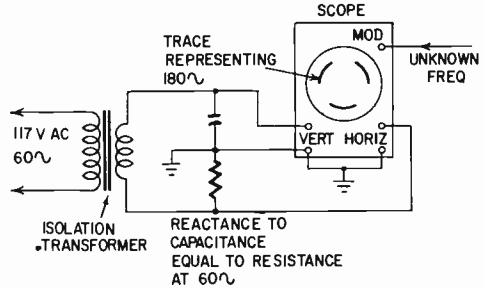 SCOPE
MOD
TRACE
REPRESENTING
180∿
UNKNOWN
FREQ
117 V AC
60∿
VERT HORIZ
ISOLATION
TRANSFORMER
REACTANCE TO
CAPACITANCE
EQUAL TO RESISTANCE
AT 60∿